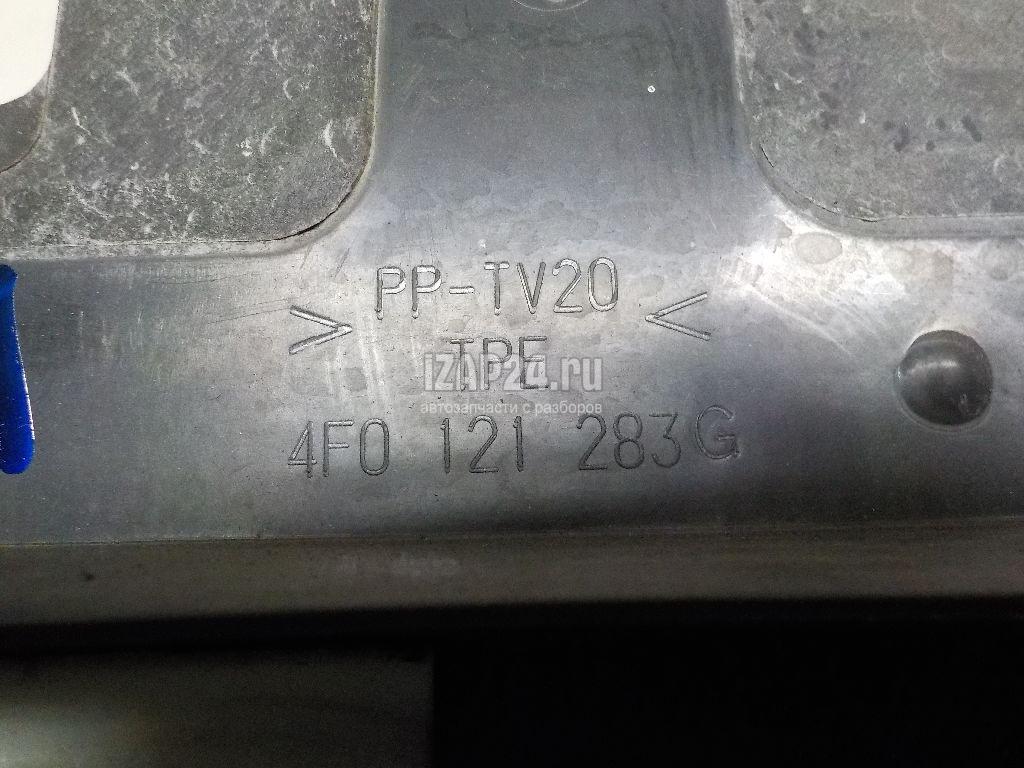 > PP-TV20 <
TPE
IZAP24.ru
автозапчасти с разборов
4F0 121 283G